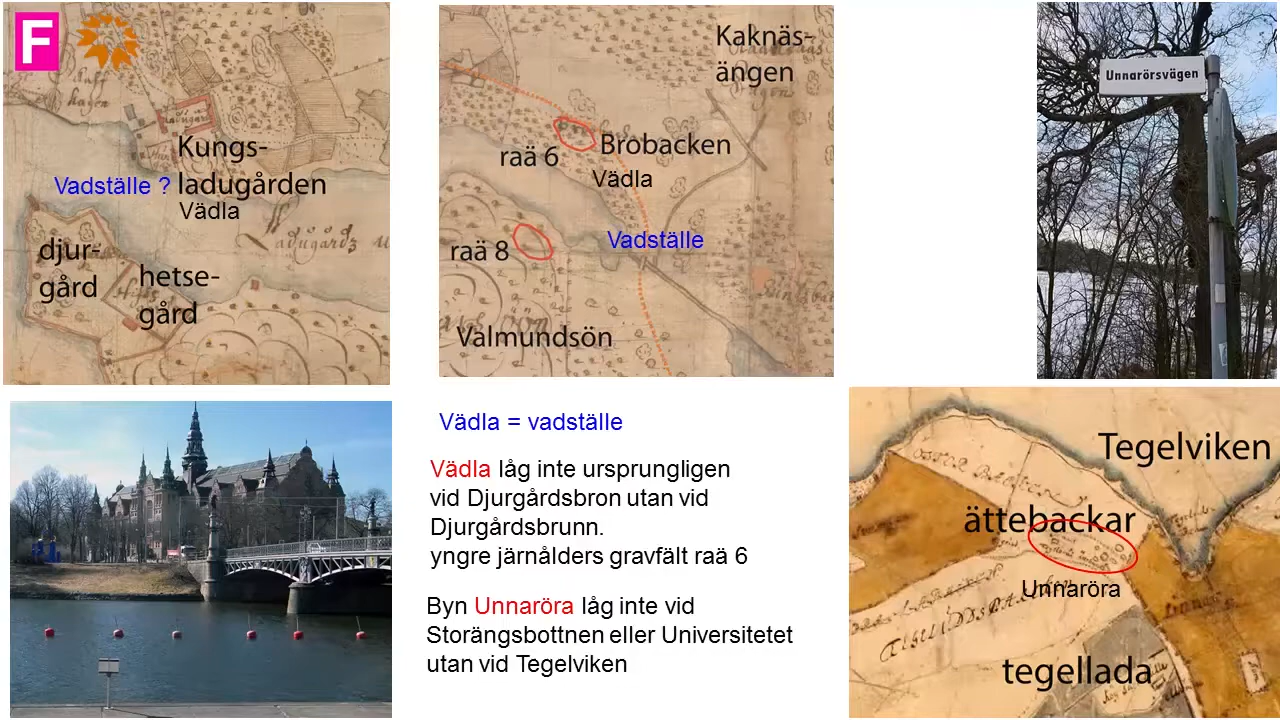 F
Kungs-
ladugården
Vadställe ?
Vädla
djur-
gård
hetse-
gård
Kaknäs-
ängen
raä 6
Brobacken
Vädla
raä 8
Vadställe
Valmundsön
Unnarörsvägen
Vädla = vadställe
Vädla låg inte ursprungligen
vid Djurgårdsbron utan vid
Djurgårdsbrunn.
yngre järnålders gravfält raä 6
Byn Unnaröra låg inte vid
Storängsbottnen eller Universitetet
utan vid Tegelviken
Tegelviken
ättebackar
Unnaröra
tegellada